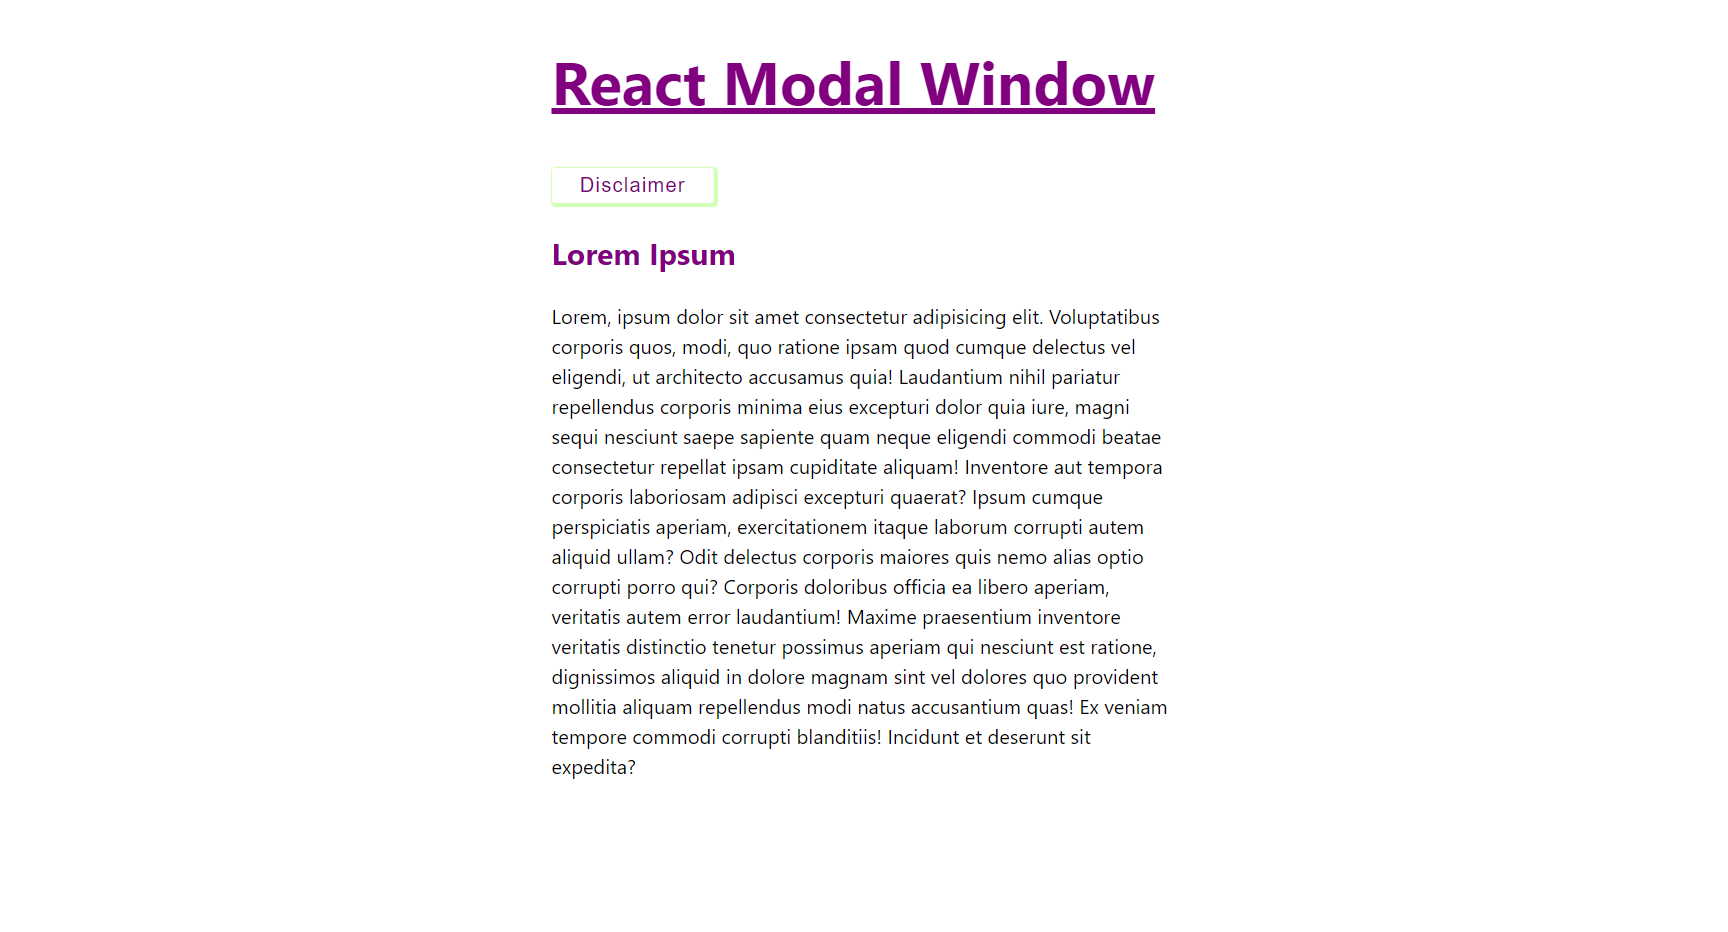 React Modal Window
Disclaimer
Lorem Ipsum
Lorem, ipsum dolor sit amet consectetur adipisicing elit. Voluptatibus
corporis quos, modi, quo ratione ipsam quod cumque delectus vel
eligendi, ut architecto accusamus quia! Laudantium nihil pariatur
repellendus corporis minima eius excepturi dolor quia iure, magni
sequi nesciunt saepe sapiente quam neque eligendi commodi beatae
consectetur repellat ipsam cupiditate aliquam! Inventore aut tempora
corporis laboriosam adipisci excepturi quaerat? Ipsum cumque
perspiciatis aperiam, exercitationem itaque laborum corrupti autem
aliquid ullam? Odit delectus corporis maiores quis nemo alias optio
corrupti porro qui? Corporis doloribus officia ea libero aperiam,
veritatis autem error laudantium! Maxime praesentium inventore
veritatis distinctio tenetur possimus aperiam qui nesciunt est ratione,
dignissimos aliquid in dolore magnam sint vel dolores quo provident
mollitia aliquam repellendus modi natus accusantium quas! Ex veniam
tempore commodi corrupti blanditiis! Incidunt et deserunt sit
expedita?